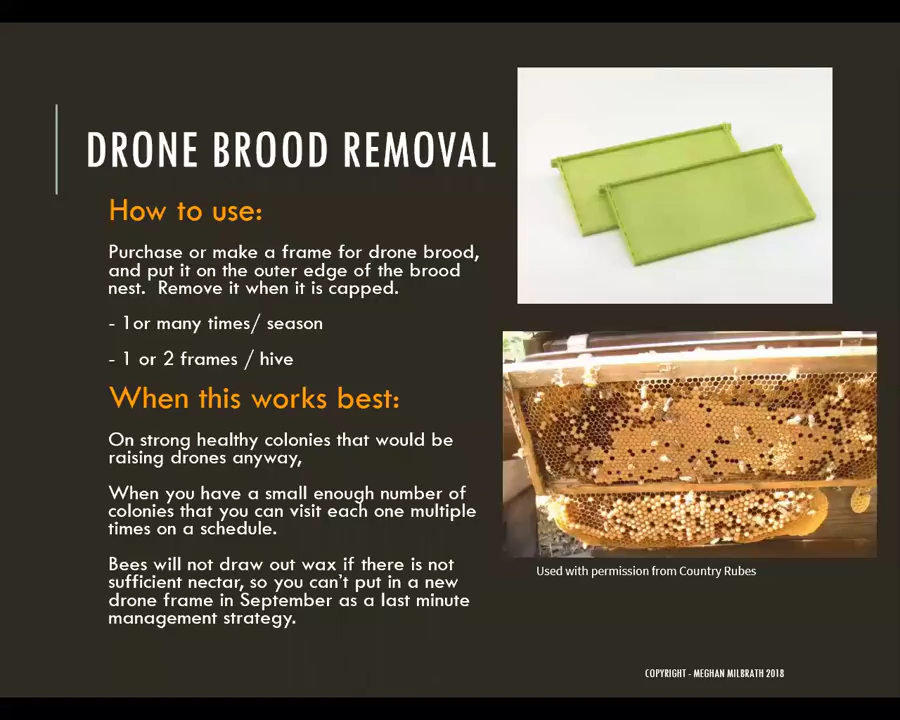 DRONE BROOD REMOVAL
How to use:
Purchase or make a frame for drone brood,
and put it on the outer edge of the brood
nest.  Remove it when it is capped.
- 1or many times/ season
- 1 or 2 frames / hive
When this works best:
On strong healthy colonies that would be
raising drones anyway,
When you have a small enough number of
colonies that you can visit each one multiple
times on a schedule.
Bees will not draw out wax if there is not
sufficient nectar, so you can't put in a new
drone frame in September as a last minute
management strategy.
Used with permission from Country Rubes
COPYRIGHT - MEGHAN MILBRATH 2018